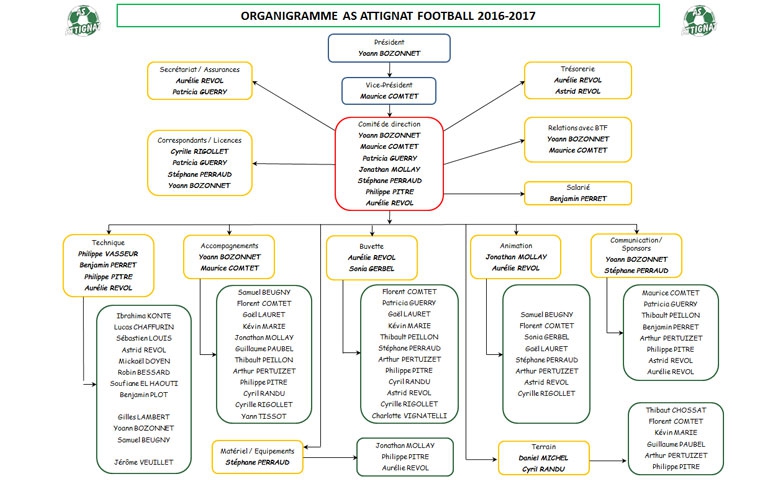 ORGANIGRAMME AS ATTIGNAT FOOTBALL 2016-2017
AS
ATTIGNAT
AS
ATTIGNAT
Président
Yoann BOZONNET
Vice-Président
Maurice COMTET
Secrétariat / Assurances
Aurélie REVOL
Patricia GUERRY
Trésorerie
Aurélie REVOL
Astrid REVOL
Comité de direction
Yoann BOZONNET
Maurice COMTET
Patricia GUERRY
Jonathan MOLLAY
Stéphane PERRAUD
Philippe PITRE
Aurélie REVOL
Correspondants / Licences
Cyrille RIGOLLET
Patricia GUERRY
Stéphane PERRAUD
Yoann BOZONNET
Relations avec BTF
Yoann BOZONNET
Maurice COMTET
Salarié
Benjamin PERRET
Technique
Philippe VASSEUR
Benjamin PERRET
Philippe PITRE
Aurélie REVOL
Accompagnements
Yoann BOZONNET
Maurice COMTET
Buvette
Aurélie REVOL
Sonia GERBEL
Animation
Jonathan MOLLAY
Aurélie REVOL
Communication/
Sponsors
Yoann BOZONNET
Stéphane PERRAUD
Ibrahima KONTE
Lucas CHAFFURIN
Sébastien LOUIS
Astrid REVOL
Mickaël DOYEN
Robin BESSARD
Soufiane EL HAOUTI
Benjamin PLOT
Gilles LAMBERT
Yoann BOZONNET
Samuel BEUGNY
Jérôme VEUILLET
Samuel BEUGNY
Florent COMTET
Gaël LAURET
Kévin MARIE
Jonathan MOLLAY
Guillaume PAUBEL
Thibault PEILLON
Arthur PERTUIZET
Philippe PITRE
Cyril RANDU
Cyrille RIGOLLET
Yann TISSOT
Florent COMTET
Patricia GUERRY
Gaël LAURET
Kévin MARIE
Thibault PEILLON
Stéphane PERRAUD
Arthur PERTUIZET
Philippe PITRE
Cyril RANDU
Astrid REVOL
Cyrille RIGOLLET
Charlotte VIGNATELLI
Samuel BEUGNY
Florent COMTET
Sonia GERBEL
Gaël LAURET
Stéphane PERRAUD
Arthur PERTUIZET
Astrid REVOL
Cyrille RIGOLLET
Maurice COMTET
Patricia GUERRY
Thibault PEILLON
Benjamin PERRET
Arthur PERTUIZET
Philippe PITRE
Astrid REVOL
Aurélie REVOL
Matériel / Equipements
Stéphane PERRAUD
Jonathan MOLLAY
Philippe PITRE
Aurélie REVOL
Terrain
Daniel MICHEL
Cyril RANDU
Thibaut CHOSSAT
Florent COMTET
Kévin MARIE
Guillaume PAUBEL
Arthur PERTUIZET
Philippe PITRE